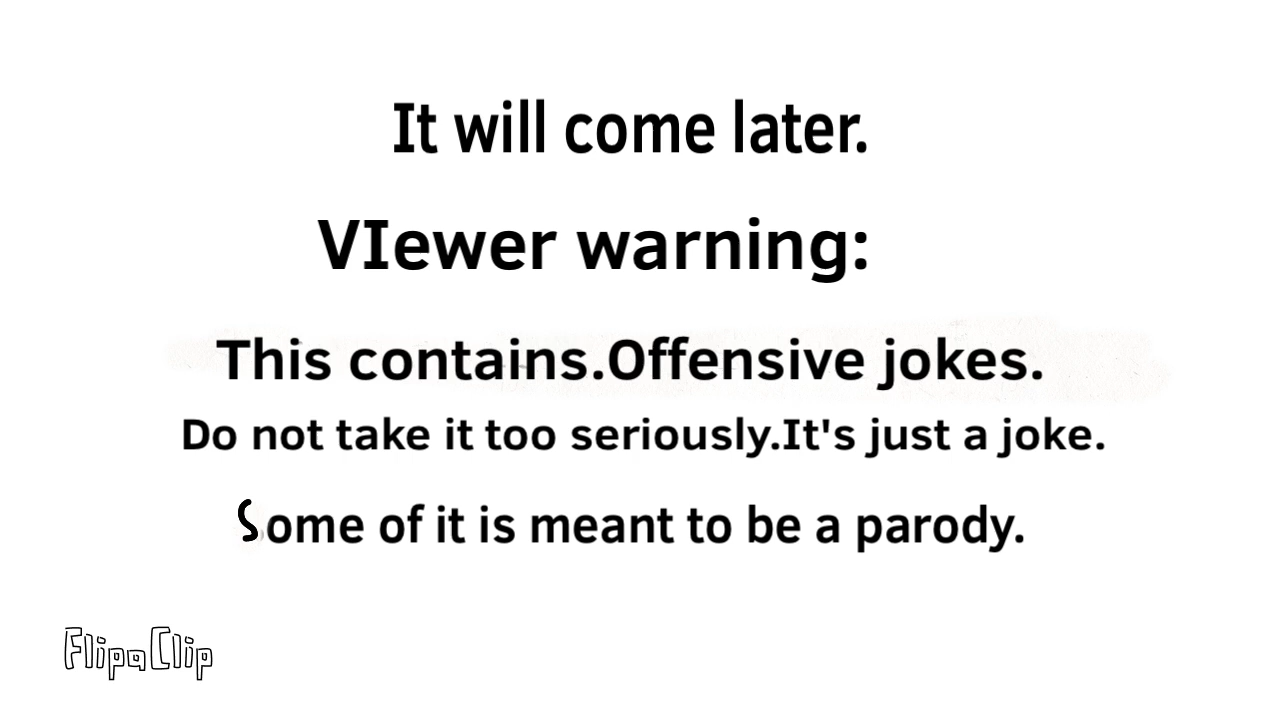 It will come later.
VIewer warning:
This contains.Offensive jokes.
Do not take it too seriously.It's just a joke.
Some of it is meant to be a parody.
FlipaClip